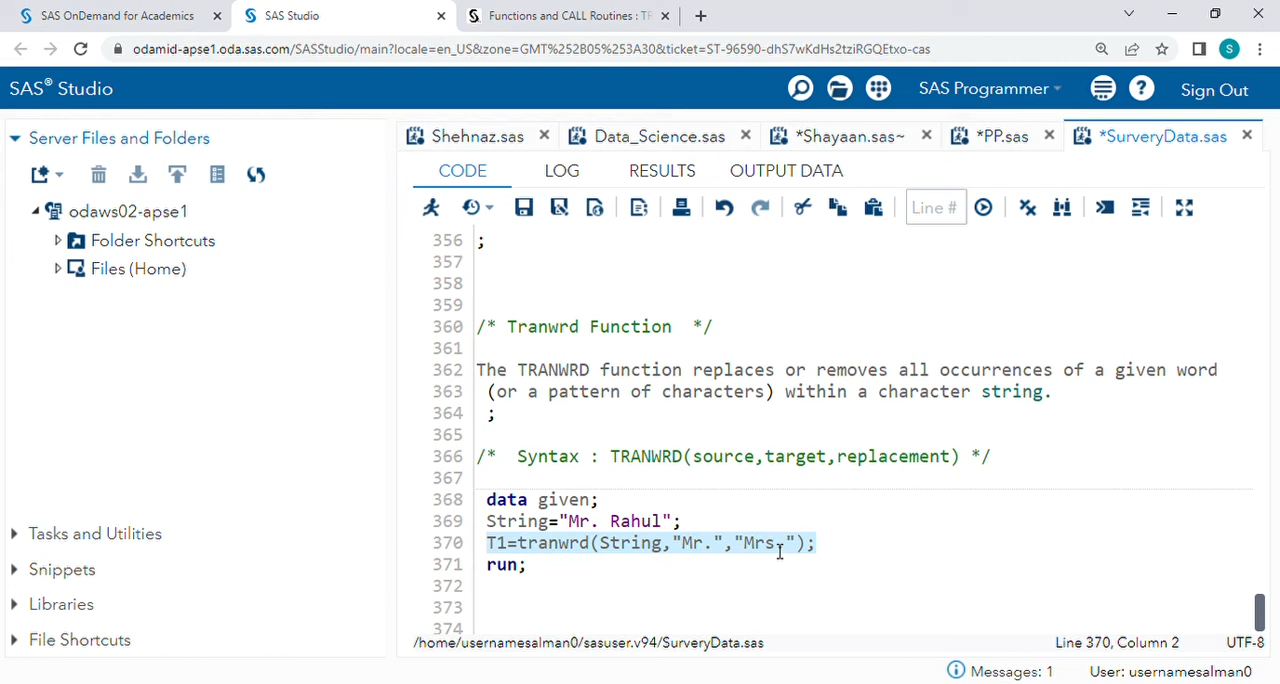 SAS OnDemand for Academics
SAS Studio
Functions and CALL Routines : TR
odamid-apse1.oda.sas.com/SASStudio/main?locale=en_US&zone=GMT%252B05%253A30&ticket=ST-96590-dhS7wKdHs2tziRGQEtxo-cas
S
SAS® Studio
SAS Programmer
Sign Out
Server Files and Folders
Shehnaz.sas
Data_Science.sas
*Shayaan.sas~
*PP.sas
*SurveryData.sas
CODE
LOG
RESULTS
OUTPUT DATA
Line #
odaws02-apse1
Folder Shortcuts
Files (Home)
Tasks and Utilities
Snippets
Libraries
File Shortcuts
356 ;
357
358
359
360 /* Tranwrd Function */
361
362 The TRANWRD function replaces or removes all occurrences of a given word
363 (or a pattern of characters) within a character string.
364 ;
365
366 /* Syntax : TRANWRD(source,target,replacement) */
367
368 data given;
369 String="Mr. Rahul";
370 T1=tranwrd(String,"Mr.","Mrs.");
371 run;
372
373
374
/home/usernamesalman0/sasuser.v94/SurveryData.sas
Line 370, Column 2
UTF-8
Messages: 1
User: usernamesalman0